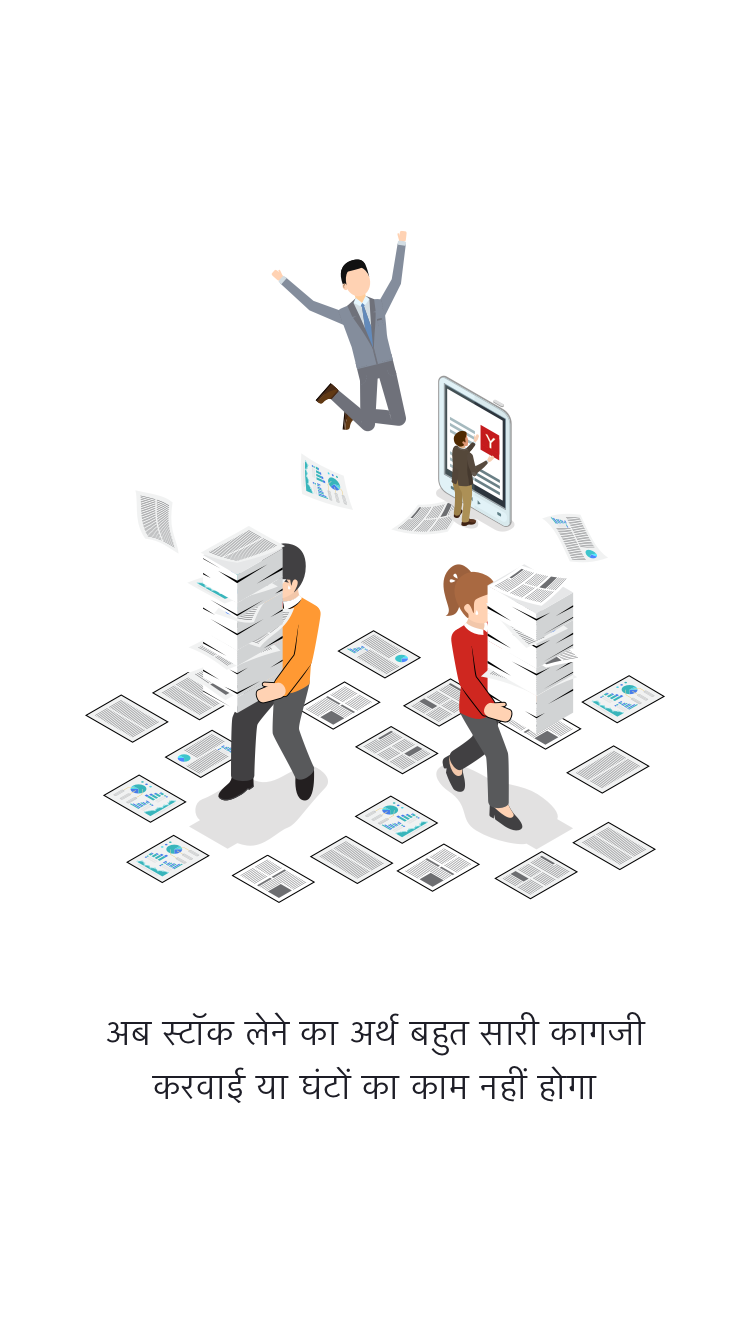 Y
अब स्टॉक लेने का अर्थ बहुत सारी कागजी
करवाई या घंटों का काम नहीं होगा